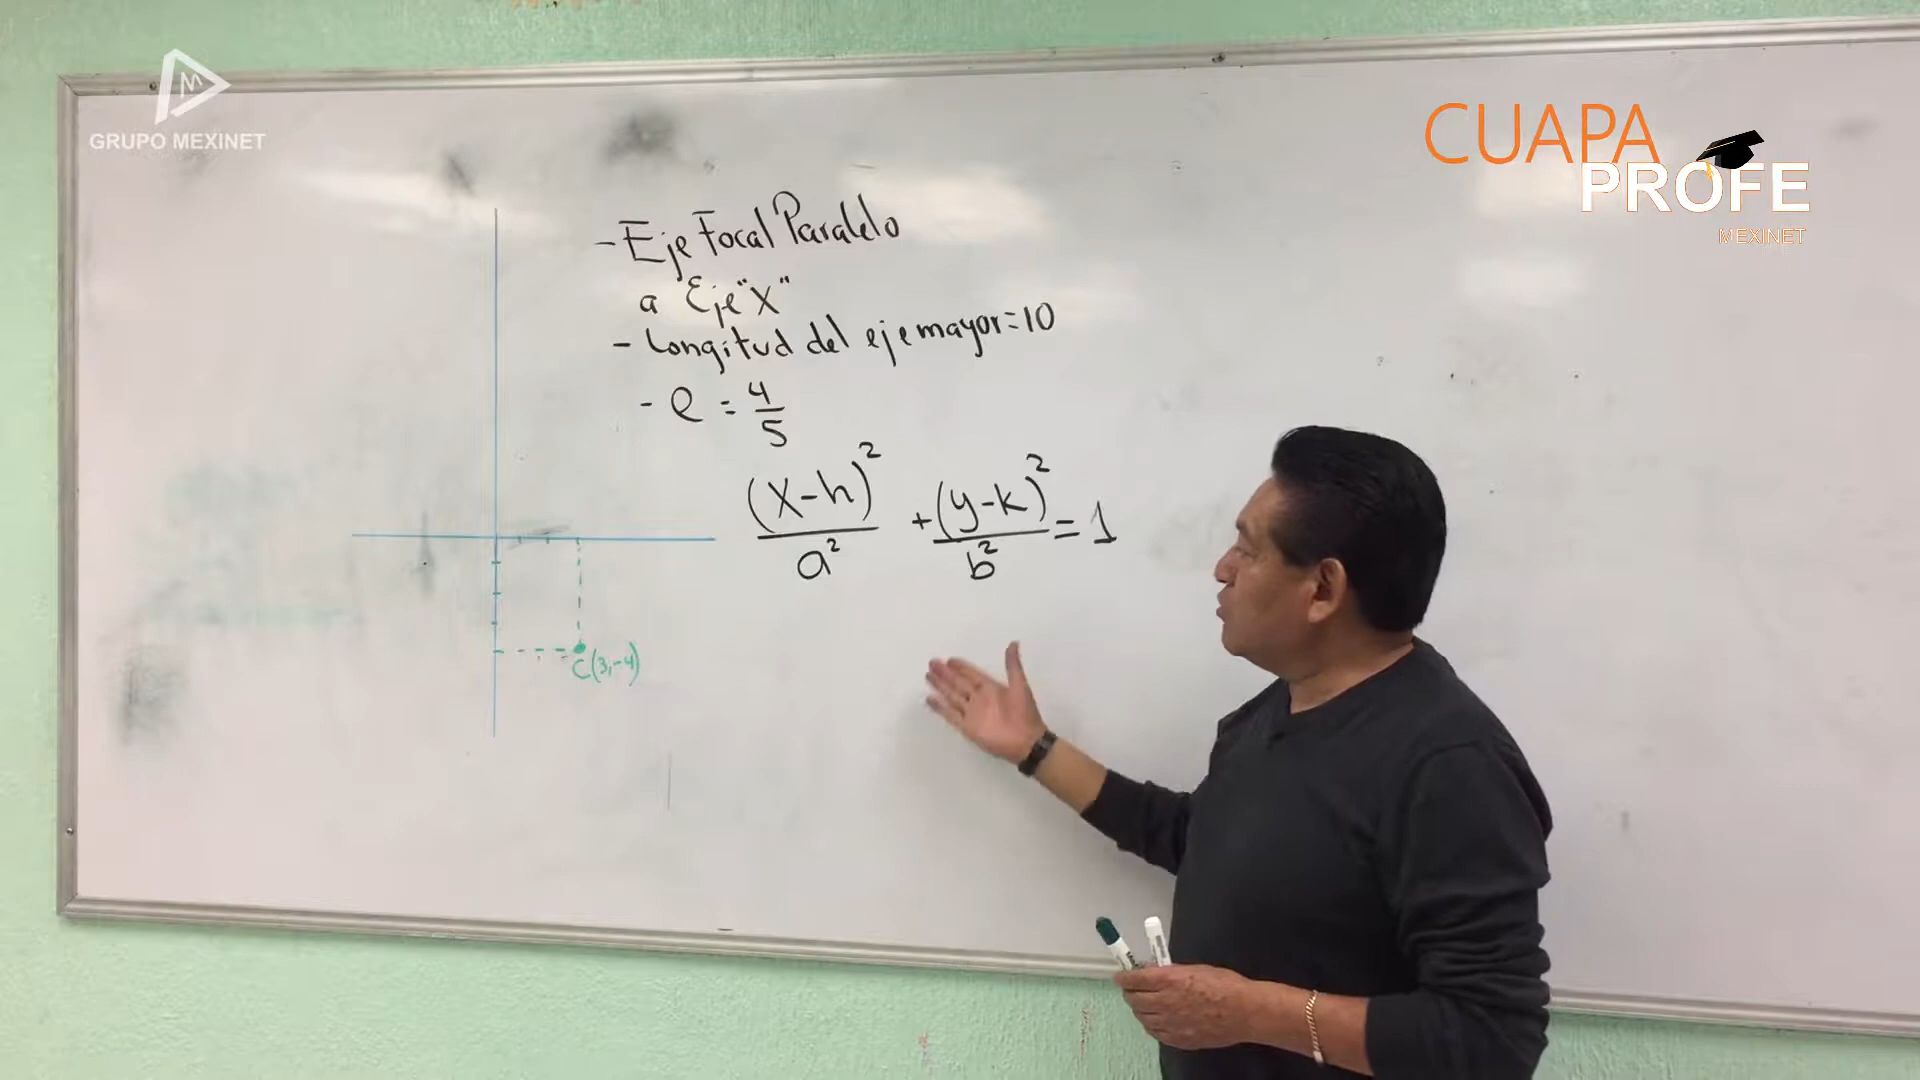 GRUPO MEXINET
CUAPA
PROFE
MEXINET
- Eje Focal Paralelo
a Eje "X"
- Longitud del eje mayor = 10
- e = 4/5
(x-h)²/a² + (y-k)²/b² = 1
C(3,-4)